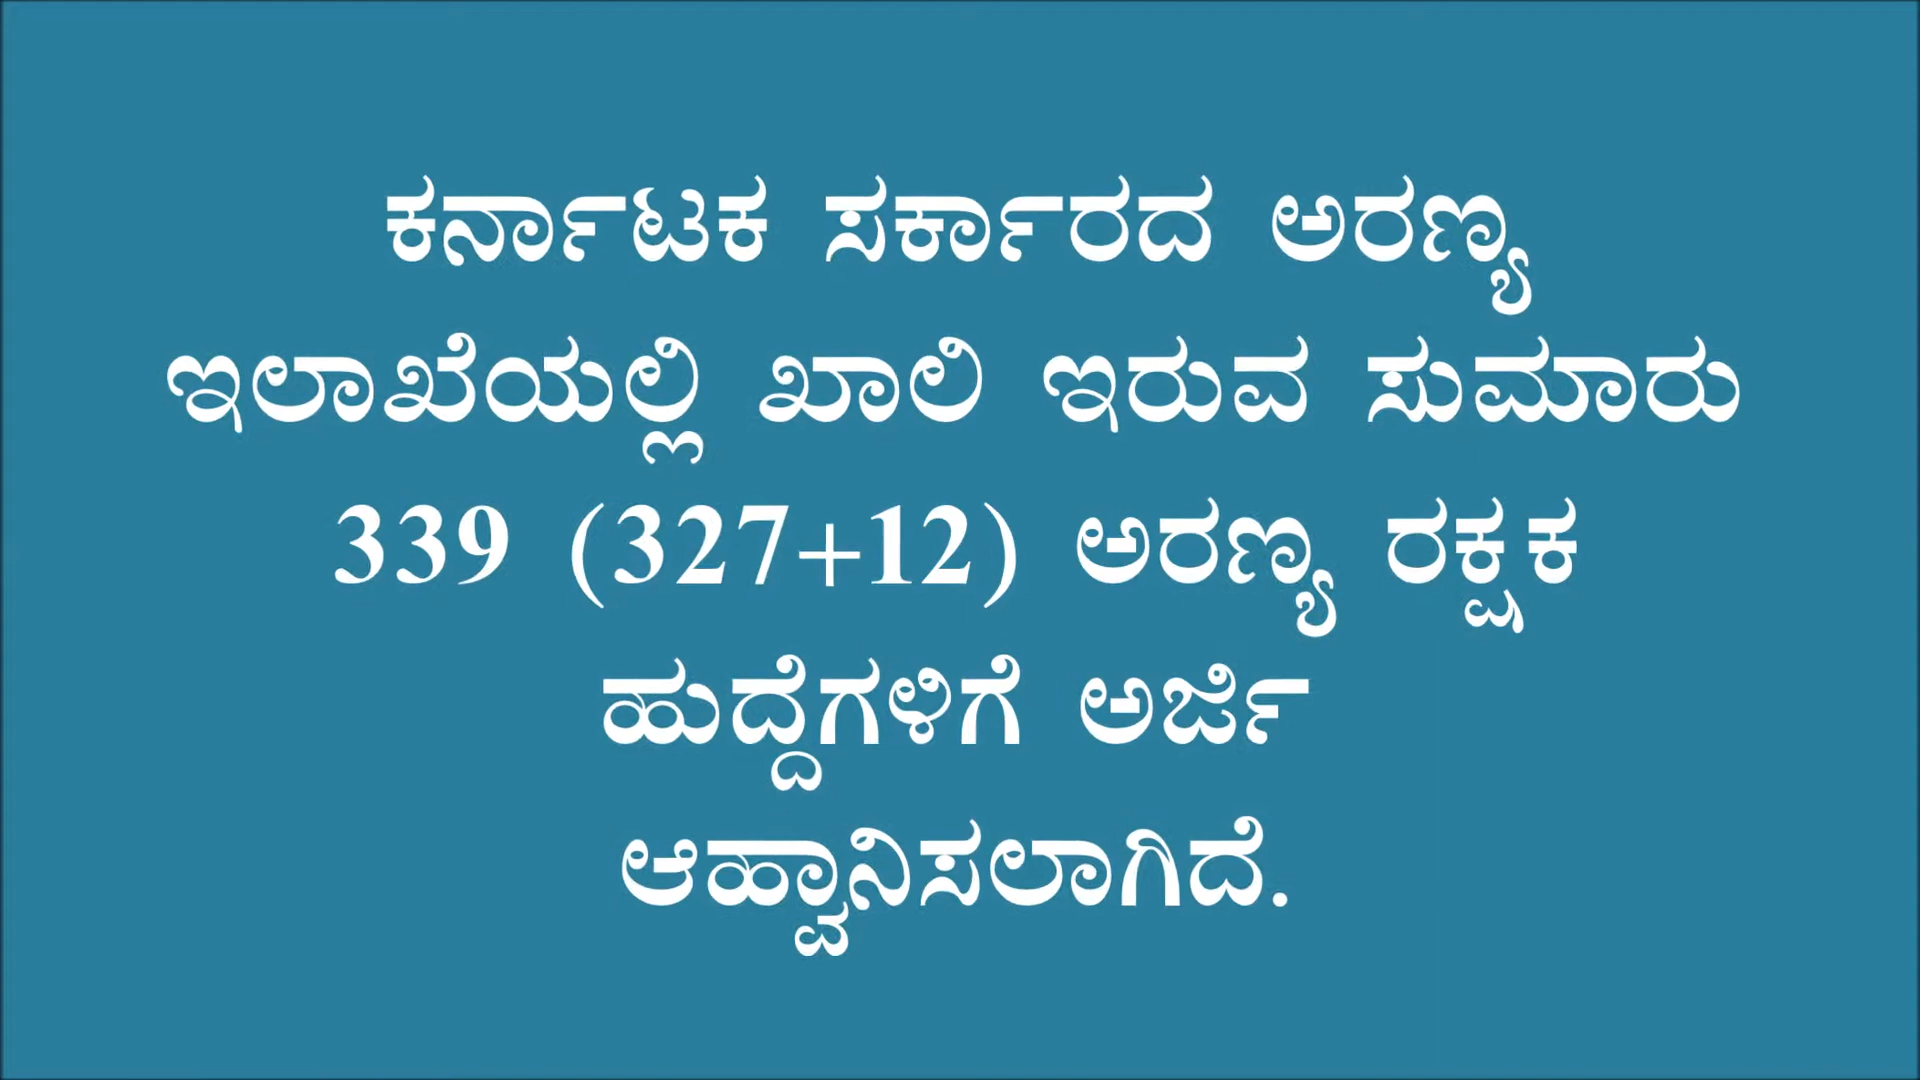 ಕರ್ನಾಟಕ ಸರ್ಕಾರದ ಅರಣ್ಯ
ಇಲಾಖೆಯಲ್ಲಿ ಖಾಲಿ ಇರುವ ಸುಮಾರು
339 (327+12) ಅರಣ್ಯ ರಕ್ಷಕ
ಹುದ್ದೆಗಳಿಗೆ ಅರ್ಜಿ
ಆಹ್ವಾನಿಸಲಾಗಿದೆ.